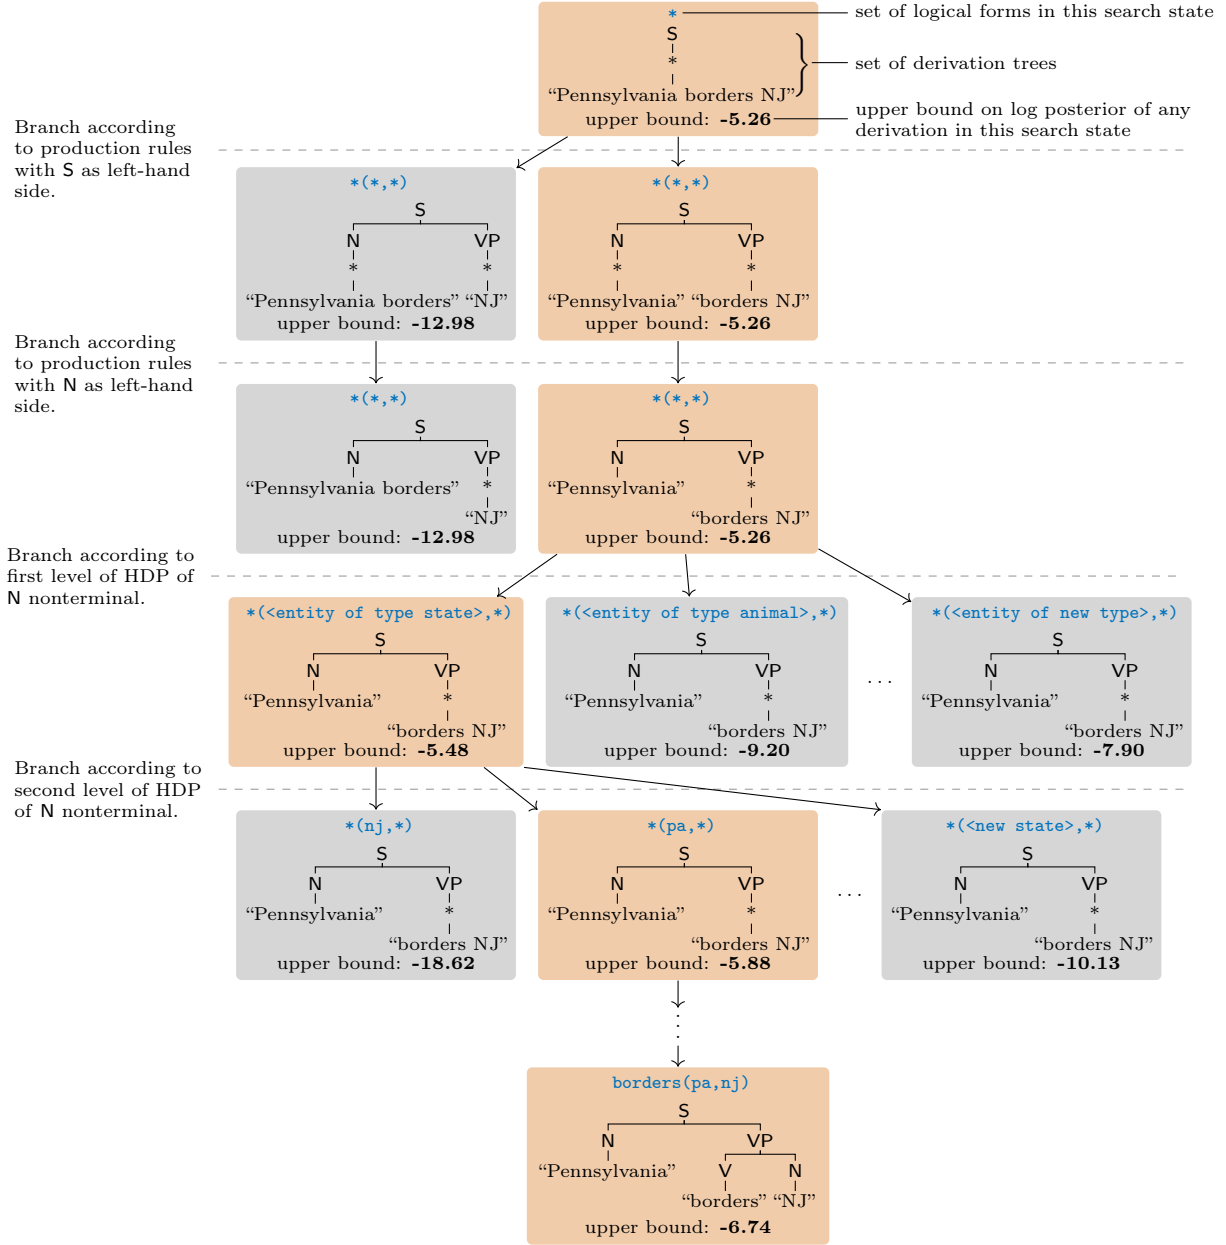 *
set of logical forms in this search state
S
*
set of derivation trees
“Pennsylvania borders NJ”
upper bound: -5.26
upper bound on log posterior of any
derivation in this search state
Branch according
to production rules
with S as left-hand
side.
*(*,*)
S
N VP
* *
“Pennsylvania borders” “NJ”
upper bound: -12.98
*(*,*)
S
N VP
* *
“Pennsylvania” “borders NJ”
upper bound: -5.26
Branch according
to production rules
with N as left-hand
side.
*(*,*)
S
N VP
“Pennsylvania borders” *
“NJ”
upper bound: -12.98
*(*,*)
S
N VP
“Pennsylvania” *
“borders NJ”
upper bound: -5.26
Branch according to
first level of HDP of
N nonterminal.
*(<entity of type state>,*)
S
N VP
“Pennsylvania” *
“borders NJ”
upper bound: -5.48
*(<entity of type animal>,*)
S
N VP
“Pennsylvania” *
“borders NJ”
upper bound: -9.20
...
*(<entity of new type>,*)
S
N VP
“Pennsylvania” *
“borders NJ”
upper bound: -7.90
Branch according to
second level of HDP
of N nonterminal.
*(nj,*)
S
N VP
“Pennsylvania” *
“borders NJ”
upper bound: -18.62
*(pa,*)
S
N VP
“Pennsylvania” *
“borders NJ”
upper bound: -5.88
...
*(<new state>,*)
S
N VP
“Pennsylvania” *
“borders NJ”
upper bound: -10.13
borders(pa,nj)
S
N VP
“Pennsylvania” V N
“borders” “NJ”
upper bound: -6.74